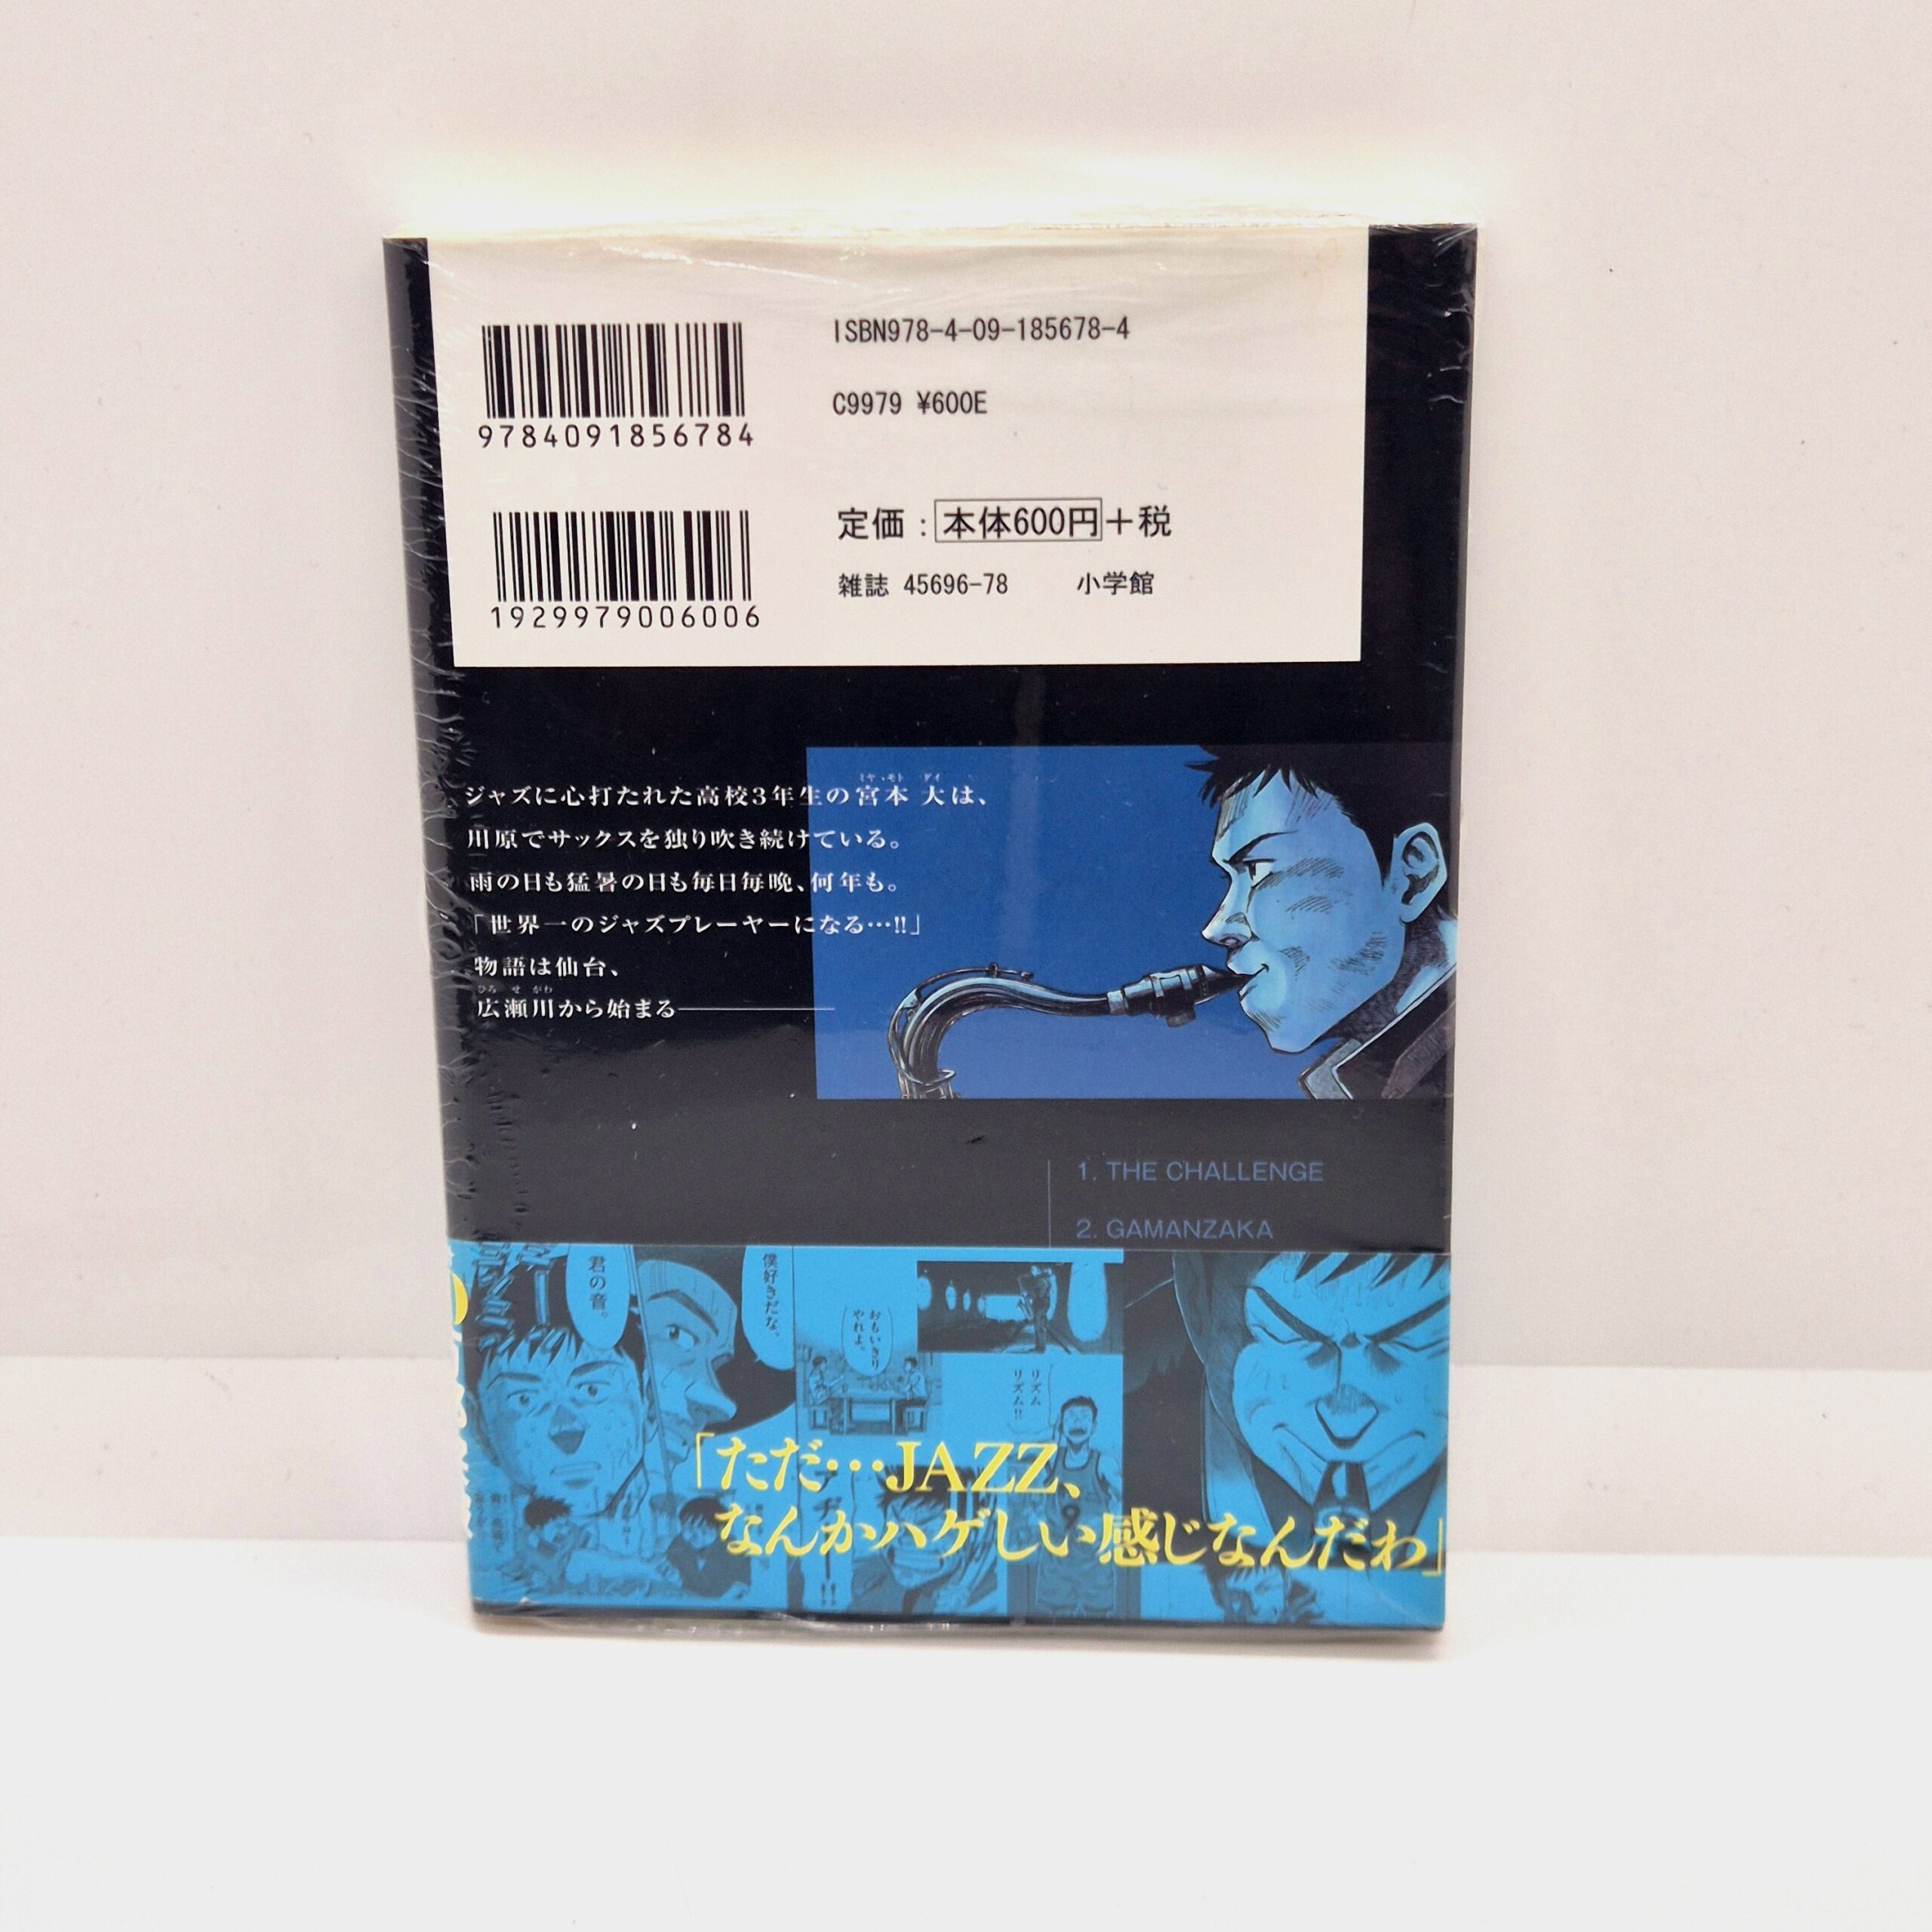 ISBN978-4-09-185678-4
9784091856784
C9979 ¥600E
定価：本体600円＋税
1929979006006
雑誌 45696-78 小学館
ジャズに心打たれた高校3年生の宮本 大は、
川原でサックスを独り吹き続けている。
雨の日も猛暑の日も毎日毎晩、何年も。
「世界一のジャズプレーヤーになる…!!」
物語は仙台、
広瀬川から始まる―――――
1. THE CHALLENGE
2. GAMANZAKA
僕好きだな、
君の音。
おもいきり
やれよ。
リズム
リズム!!
「ただ…JAZZ、
なんかハゲしい感じなんだわ」